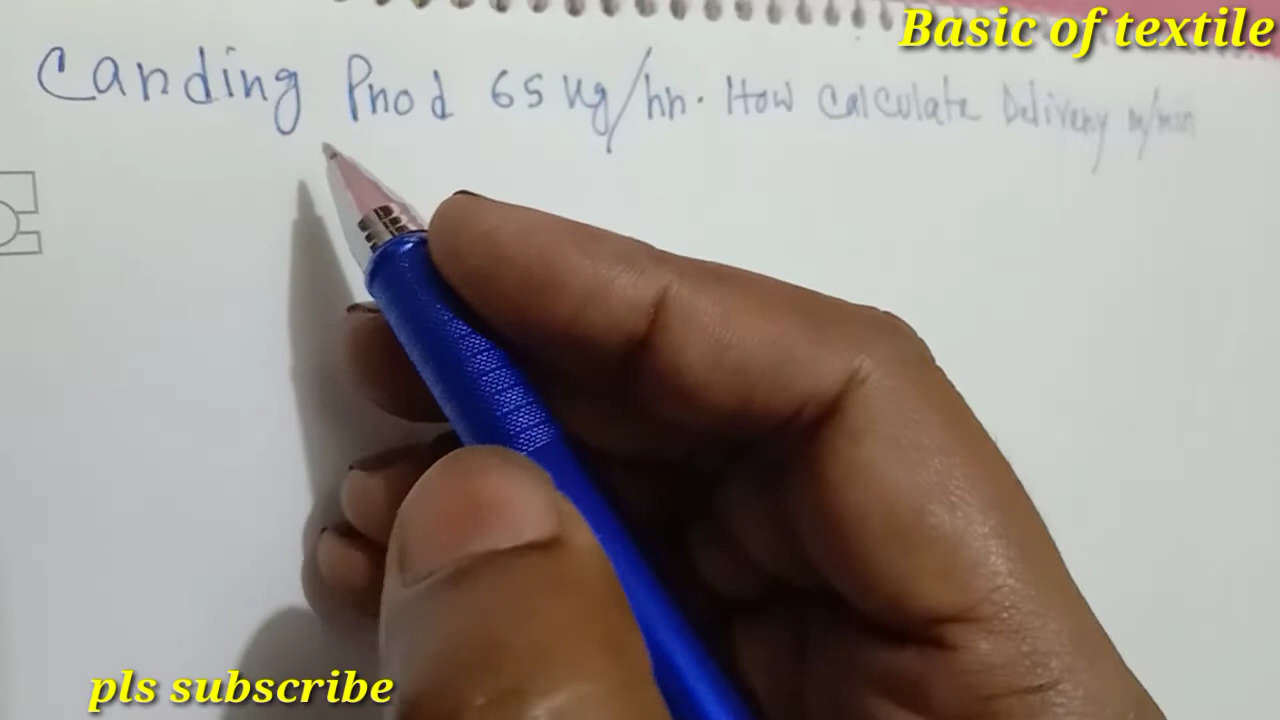 Basic of textile
Carding Prod 65 kg/hr. How Calculate Delivery m/min
pls subscribe